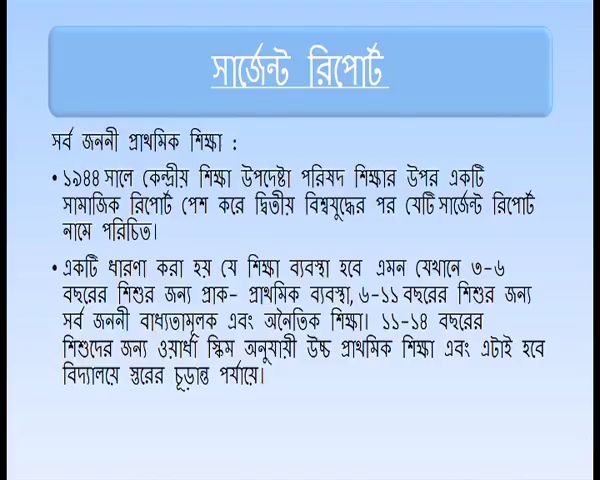 সার্জেন্ট রিপোর্ট
সর্ব জননী প্রাথমিক শিক্ষা :
• ১৯৪৪ সালে কেন্দ্রীয় শিক্ষা উপদেষ্টা পরিষদ শিক্ষার উপর একটি
সামাজিক রিপোর্ট পেশ করে দ্বিতীয় বিশ্বযুদ্ধের পর যেটি সার্জেন্ট রিপোর্ট
নামে পরিচিত।
• একটি ধারণা করা হয় যে শিক্ষা ব্যবস্থা হবে এমন যেখানে ৩-৬
বছরের শিশুর জন্য প্রাক- প্রাথমিক ব্যবস্থা, ৬-১১ বছরের শিশুর জন্য
সর্ব জননী বাধ্যতামূলক এবং অনৈতিক শিক্ষা। ১১-১৪ বছরের
শিশুদের জন্য ওয়ার্ধা স্কিম অনুযায়ী উচ্চ প্রাথমিক শিক্ষা এবং এটাই হবে
বিদ্যালয়ে স্তরের চূড়ান্ত পর্যায়ে।